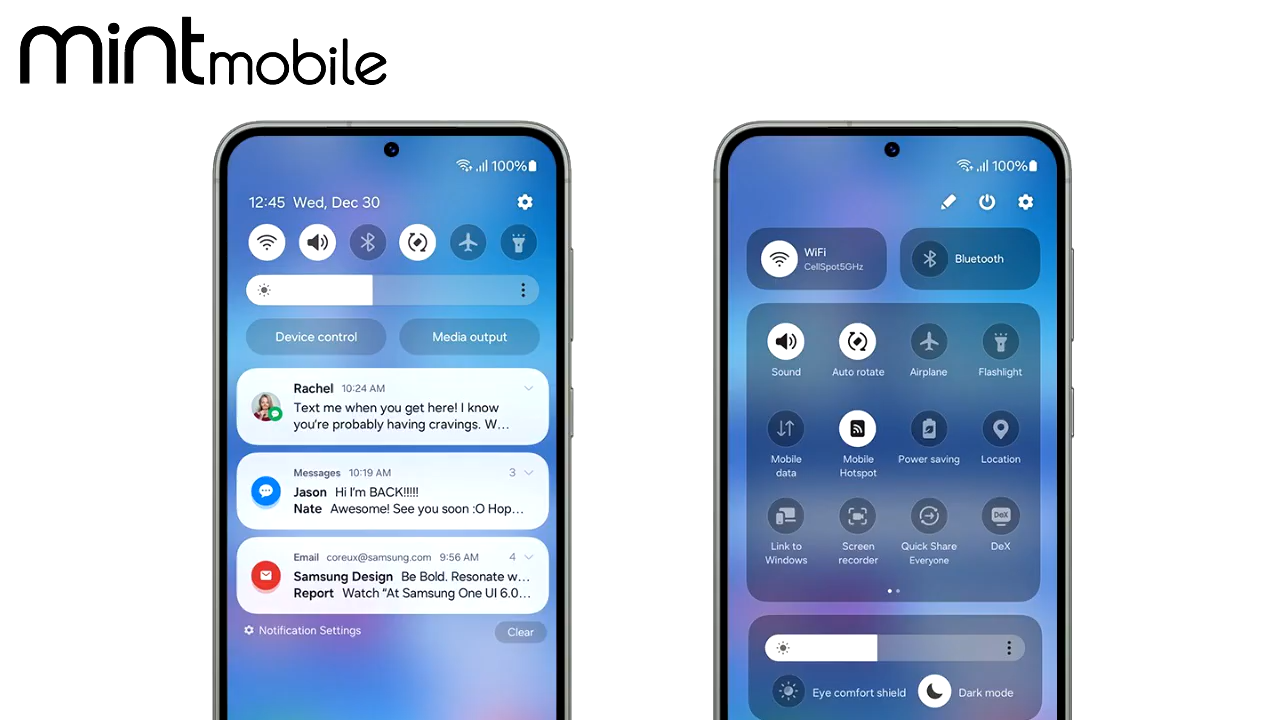 mintmobile
100%
12:45 Wed, Dec 30
Device control
Media output
Rachel 10:24 AM
Text me when you get here! I know
you're probably having cravings. W...
Messages 10:19 AM 3
Jason Hi I'm BACK!!!!!
Nate Awesome! See you soon :O Hop...
Email coreux@samsung.com 9:56 AM 4
Samsung Design Be Bold. Resonate w...
Report Watch “At Samsung One UI 6.0...
Notification Settings
Clear
100%
WiFi
CellSpot5GHz
Bluetooth
Sound
Auto rotate
Airplane
Flashlight
Mobile
data
Mobile
Hotspot
Power saving
Location
Link to
Windows
Screen
recorder
Quick Share
Everyone
DeX
DeX
Eye comfort shield
Dark mode